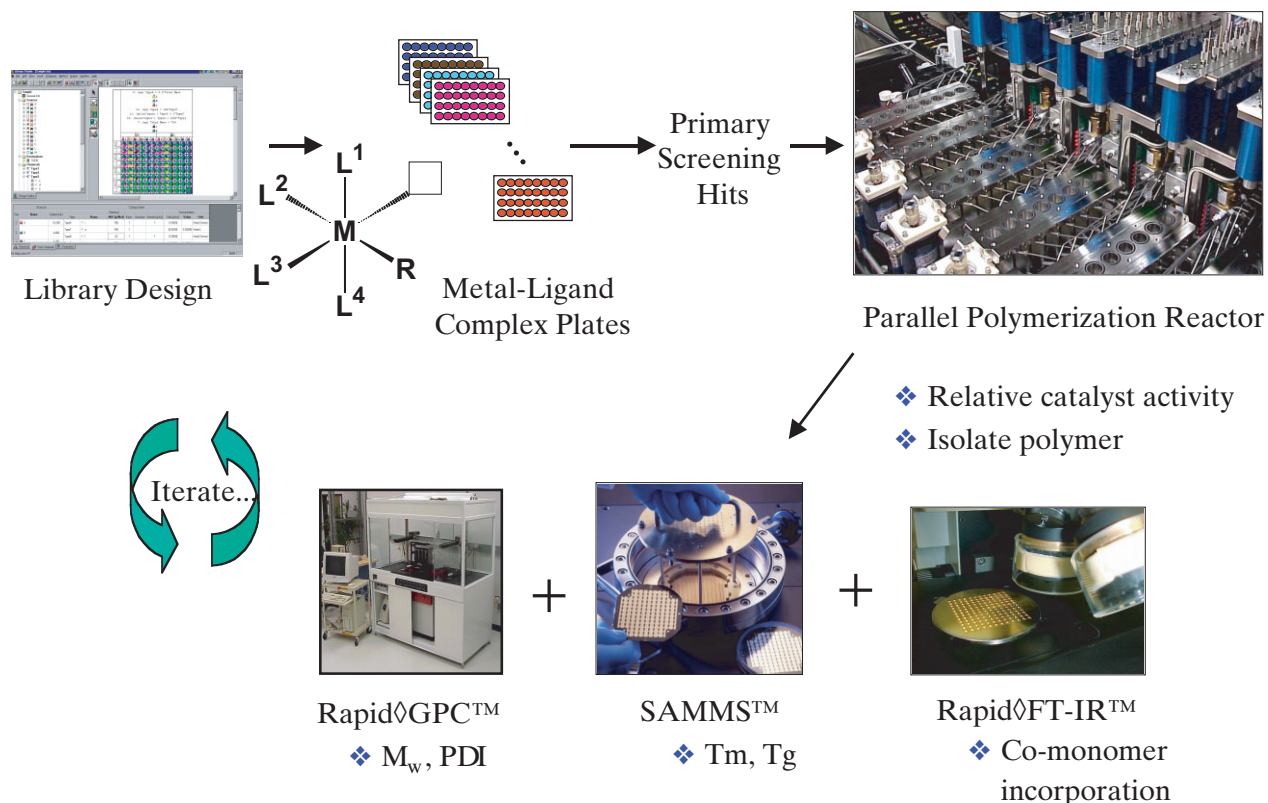 L¹
L²
M
L³
R
L⁴
Library Design
Metal-Ligand
Complex Plates
Primary
Screening
Hits
Parallel Polymerization Reactor
❖ Relative catalyst activity
❖ Isolate polymer
Iterate...
Rapid◊GPC™
❖ Mw, PDI
SAMMS™
❖ Tm, Tg
Rapid◊FT-IR™
❖ Co-monomer
incorporation